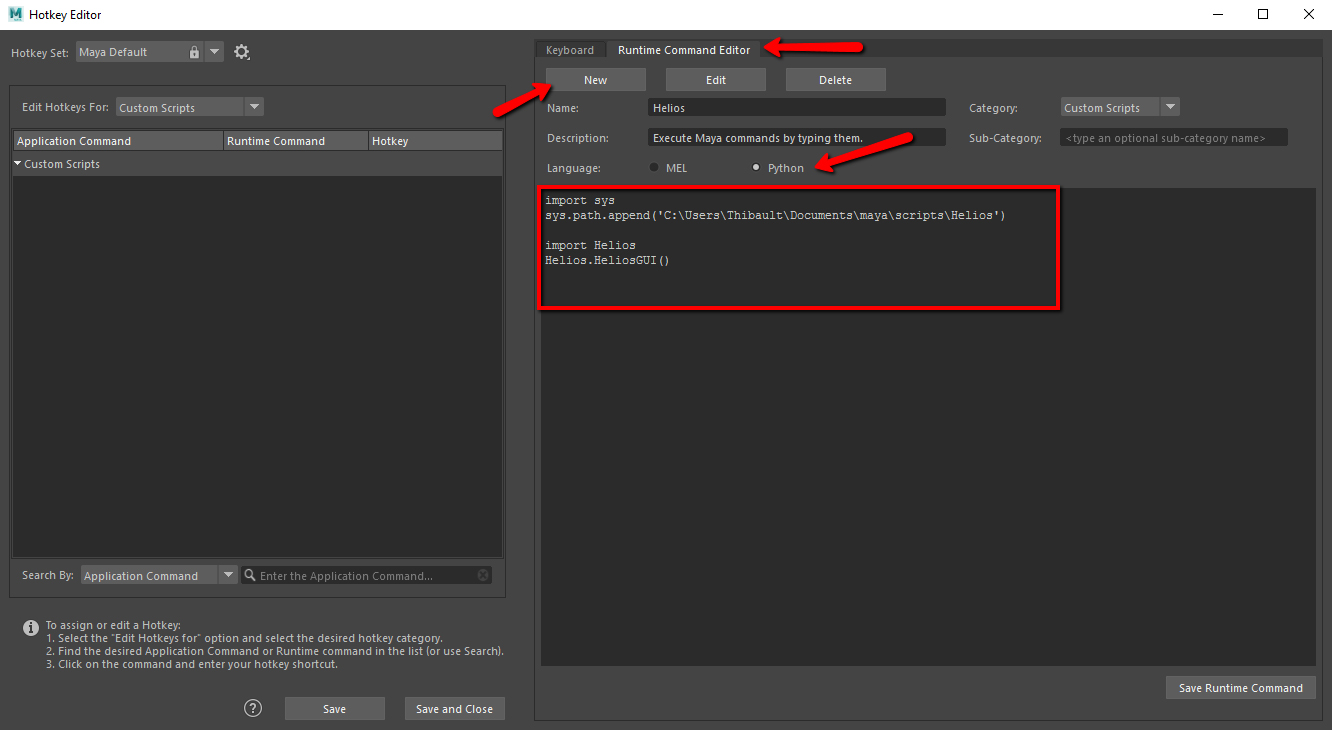 Hotkey Editor
Hotkey Set: Maya Default
Edit Hotkeys For: Custom Scripts
Application Command Runtime Command Hotkey
Custom Scripts
Search By: Application Command Enter the Application Command...
To assign or edit a Hotkey:
1. Select the "Edit Hotkeys for" option and select the desired hotkey category.
2. Find the desired Application Command or Runtime command in the list (or use Search).
3. Click on the command and enter your hotkey shortcut.
? Save Save and Close
Keyboard Runtime Command Editor
New Edit Delete
Name: Helios Category: Custom Scripts
Description: Execute Maya commands by typing them. Sub-Category: <type an optional sub-category name>
Language: MEL Python
import sys
sys.path.append('C:\Users\Thibault\Documents\maya\scripts\Helios')
import Helios
Helios.HeliosGUI()
Save Runtime Command